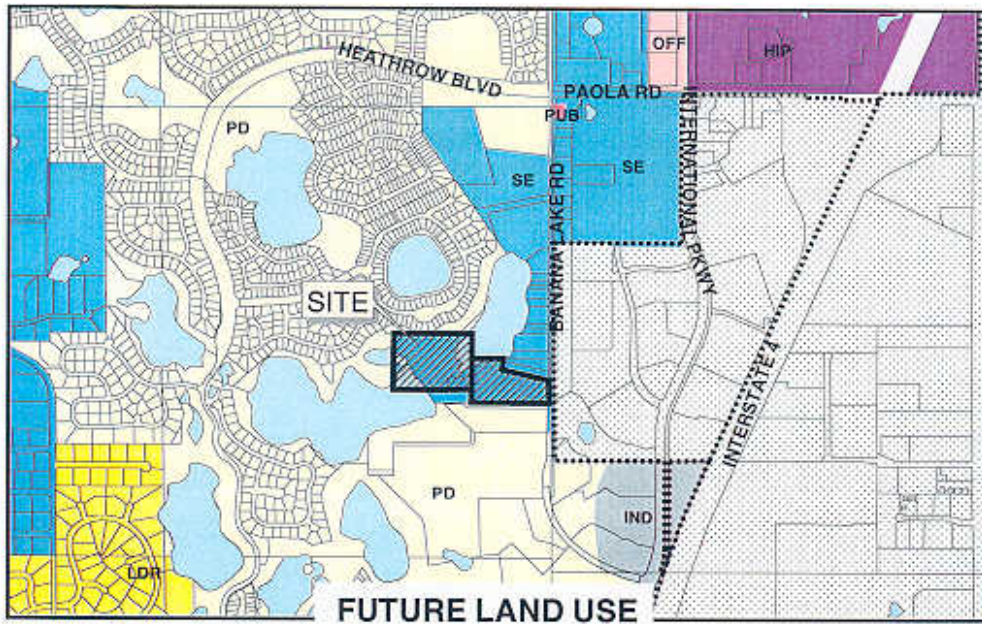 OFF
HIP
HEATHROW BLVD
PAOLA RD
PUB
PD
SE
SE
INTERNATIONAL PKWY
BANANA LAKE RD
SITE
INTERSTATE 4
PD
IND
LDR
FUTURE LAND USE